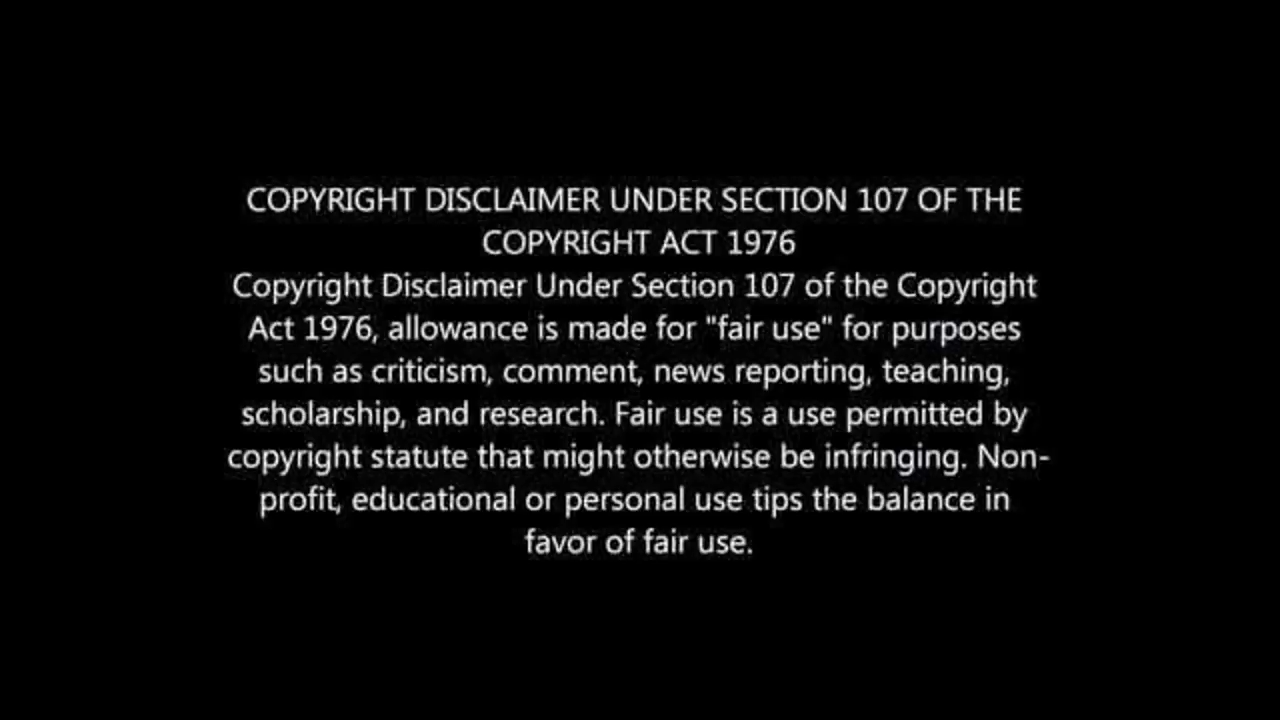 COPYRIGHT DISCLAIMER UNDER SECTION 107 OF THE
COPYRIGHT ACT 1976
Copyright Disclaimer Under Section 107 of the Copyright
Act 1976, allowance is made for "fair use" for purposes
such as criticism, comment, news reporting, teaching,
scholarship, and research. Fair use is a use permitted by
copyright statute that might otherwise be infringing. Non-
profit, educational or personal use tips the balance in
favor of fair use.